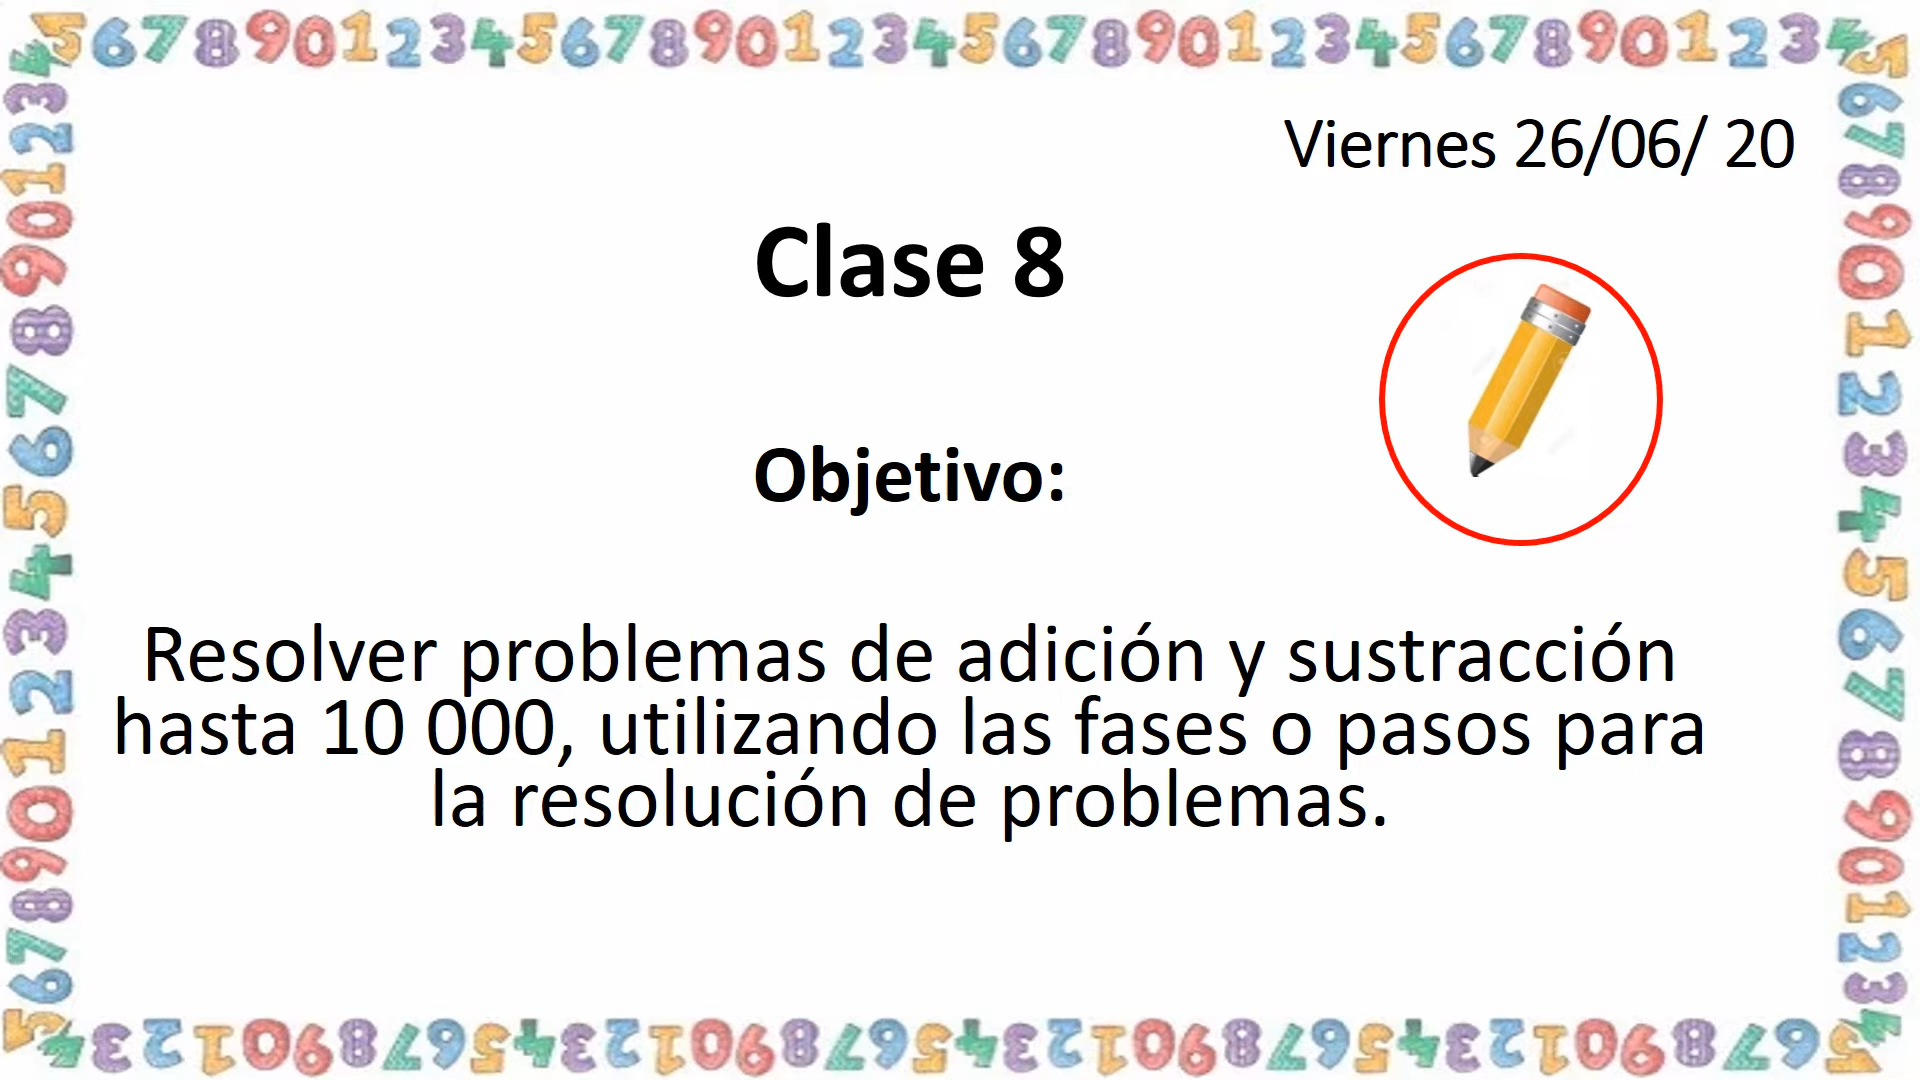 Viernes 26/06/ 20
Clase 8
Objetivo:
Resolver problemas de adición y sustracción
hasta 10 000, utilizando las fases o pasos para
la resolución de problemas.